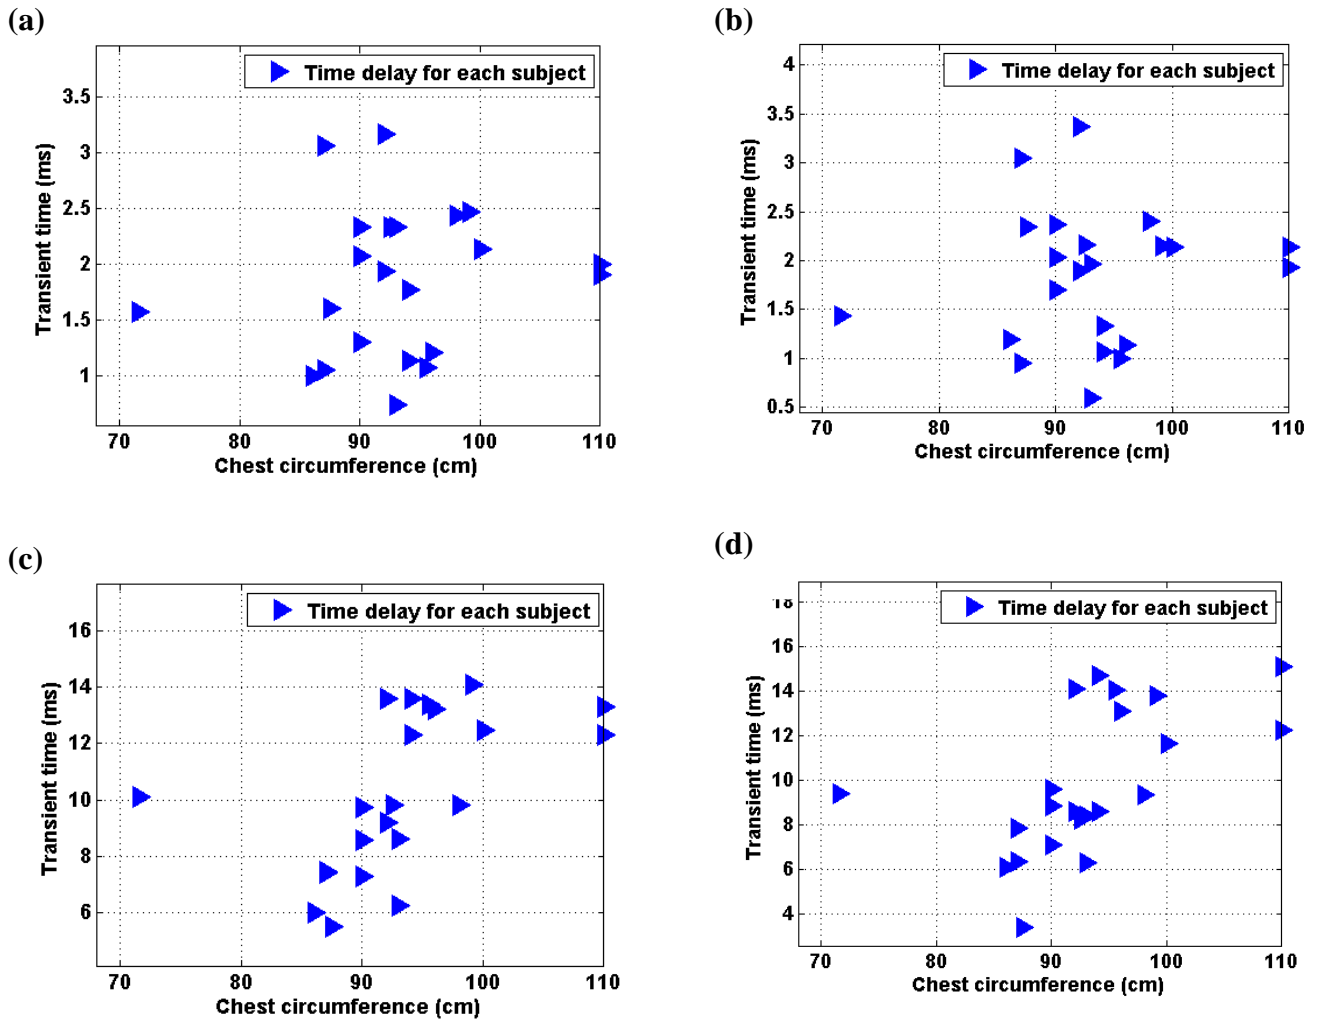 (a)
Time delay for each subject
3.5
3
2.5
2
1.5
1
70 80 90 100 110
Transient time (ms)
Chest circumference (cm)
(b)
Time delay for each subject
4
3.5
3
2.5
2
1.5
1
0.5
70 80 90 100 110
Transient time (ms)
Chest circumference (cm)
(c)
Time delay for each subject
16
14
12
10
8
6
70 80 90 100 110
Transient time (ms)
Chest circumference (cm)
(d)
Time delay for each subject
18
16
14
12
10
8
6
4
70 80 90 100 110
Transient time (ms)
Chest circumference (cm)